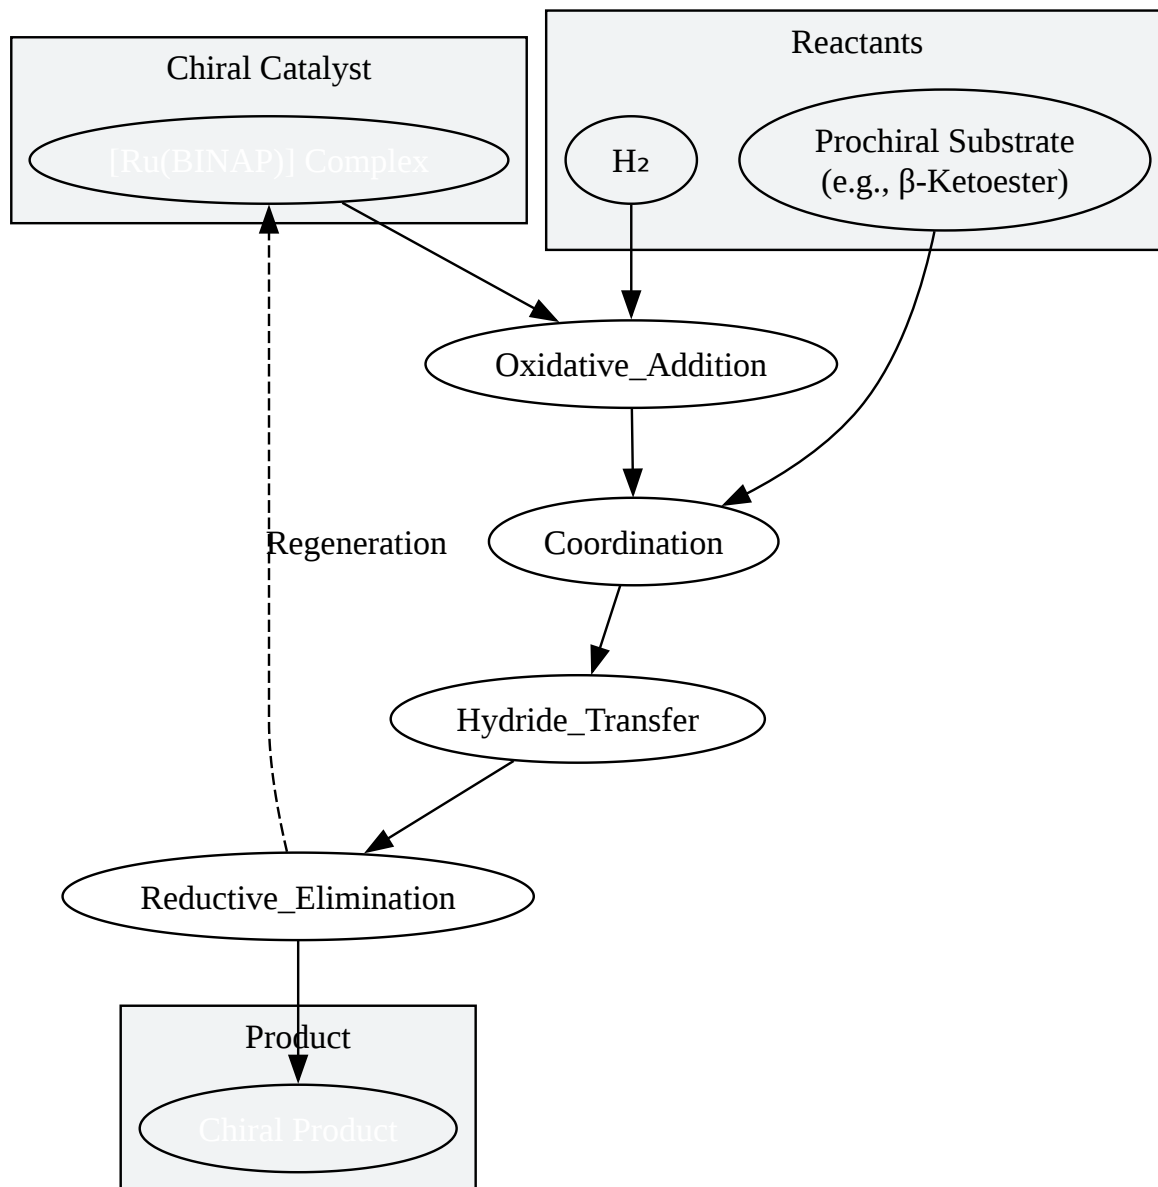 Chiral Catalyst
[Ru(BINAP)] Complex
Reactants
H₂
Prochiral Substrate
(e.g., β-Ketoester)
Oxidative_Addition
Coordination
Regeneration
Hydride_Transfer
Reductive_Elimination
Product
Chiral Product